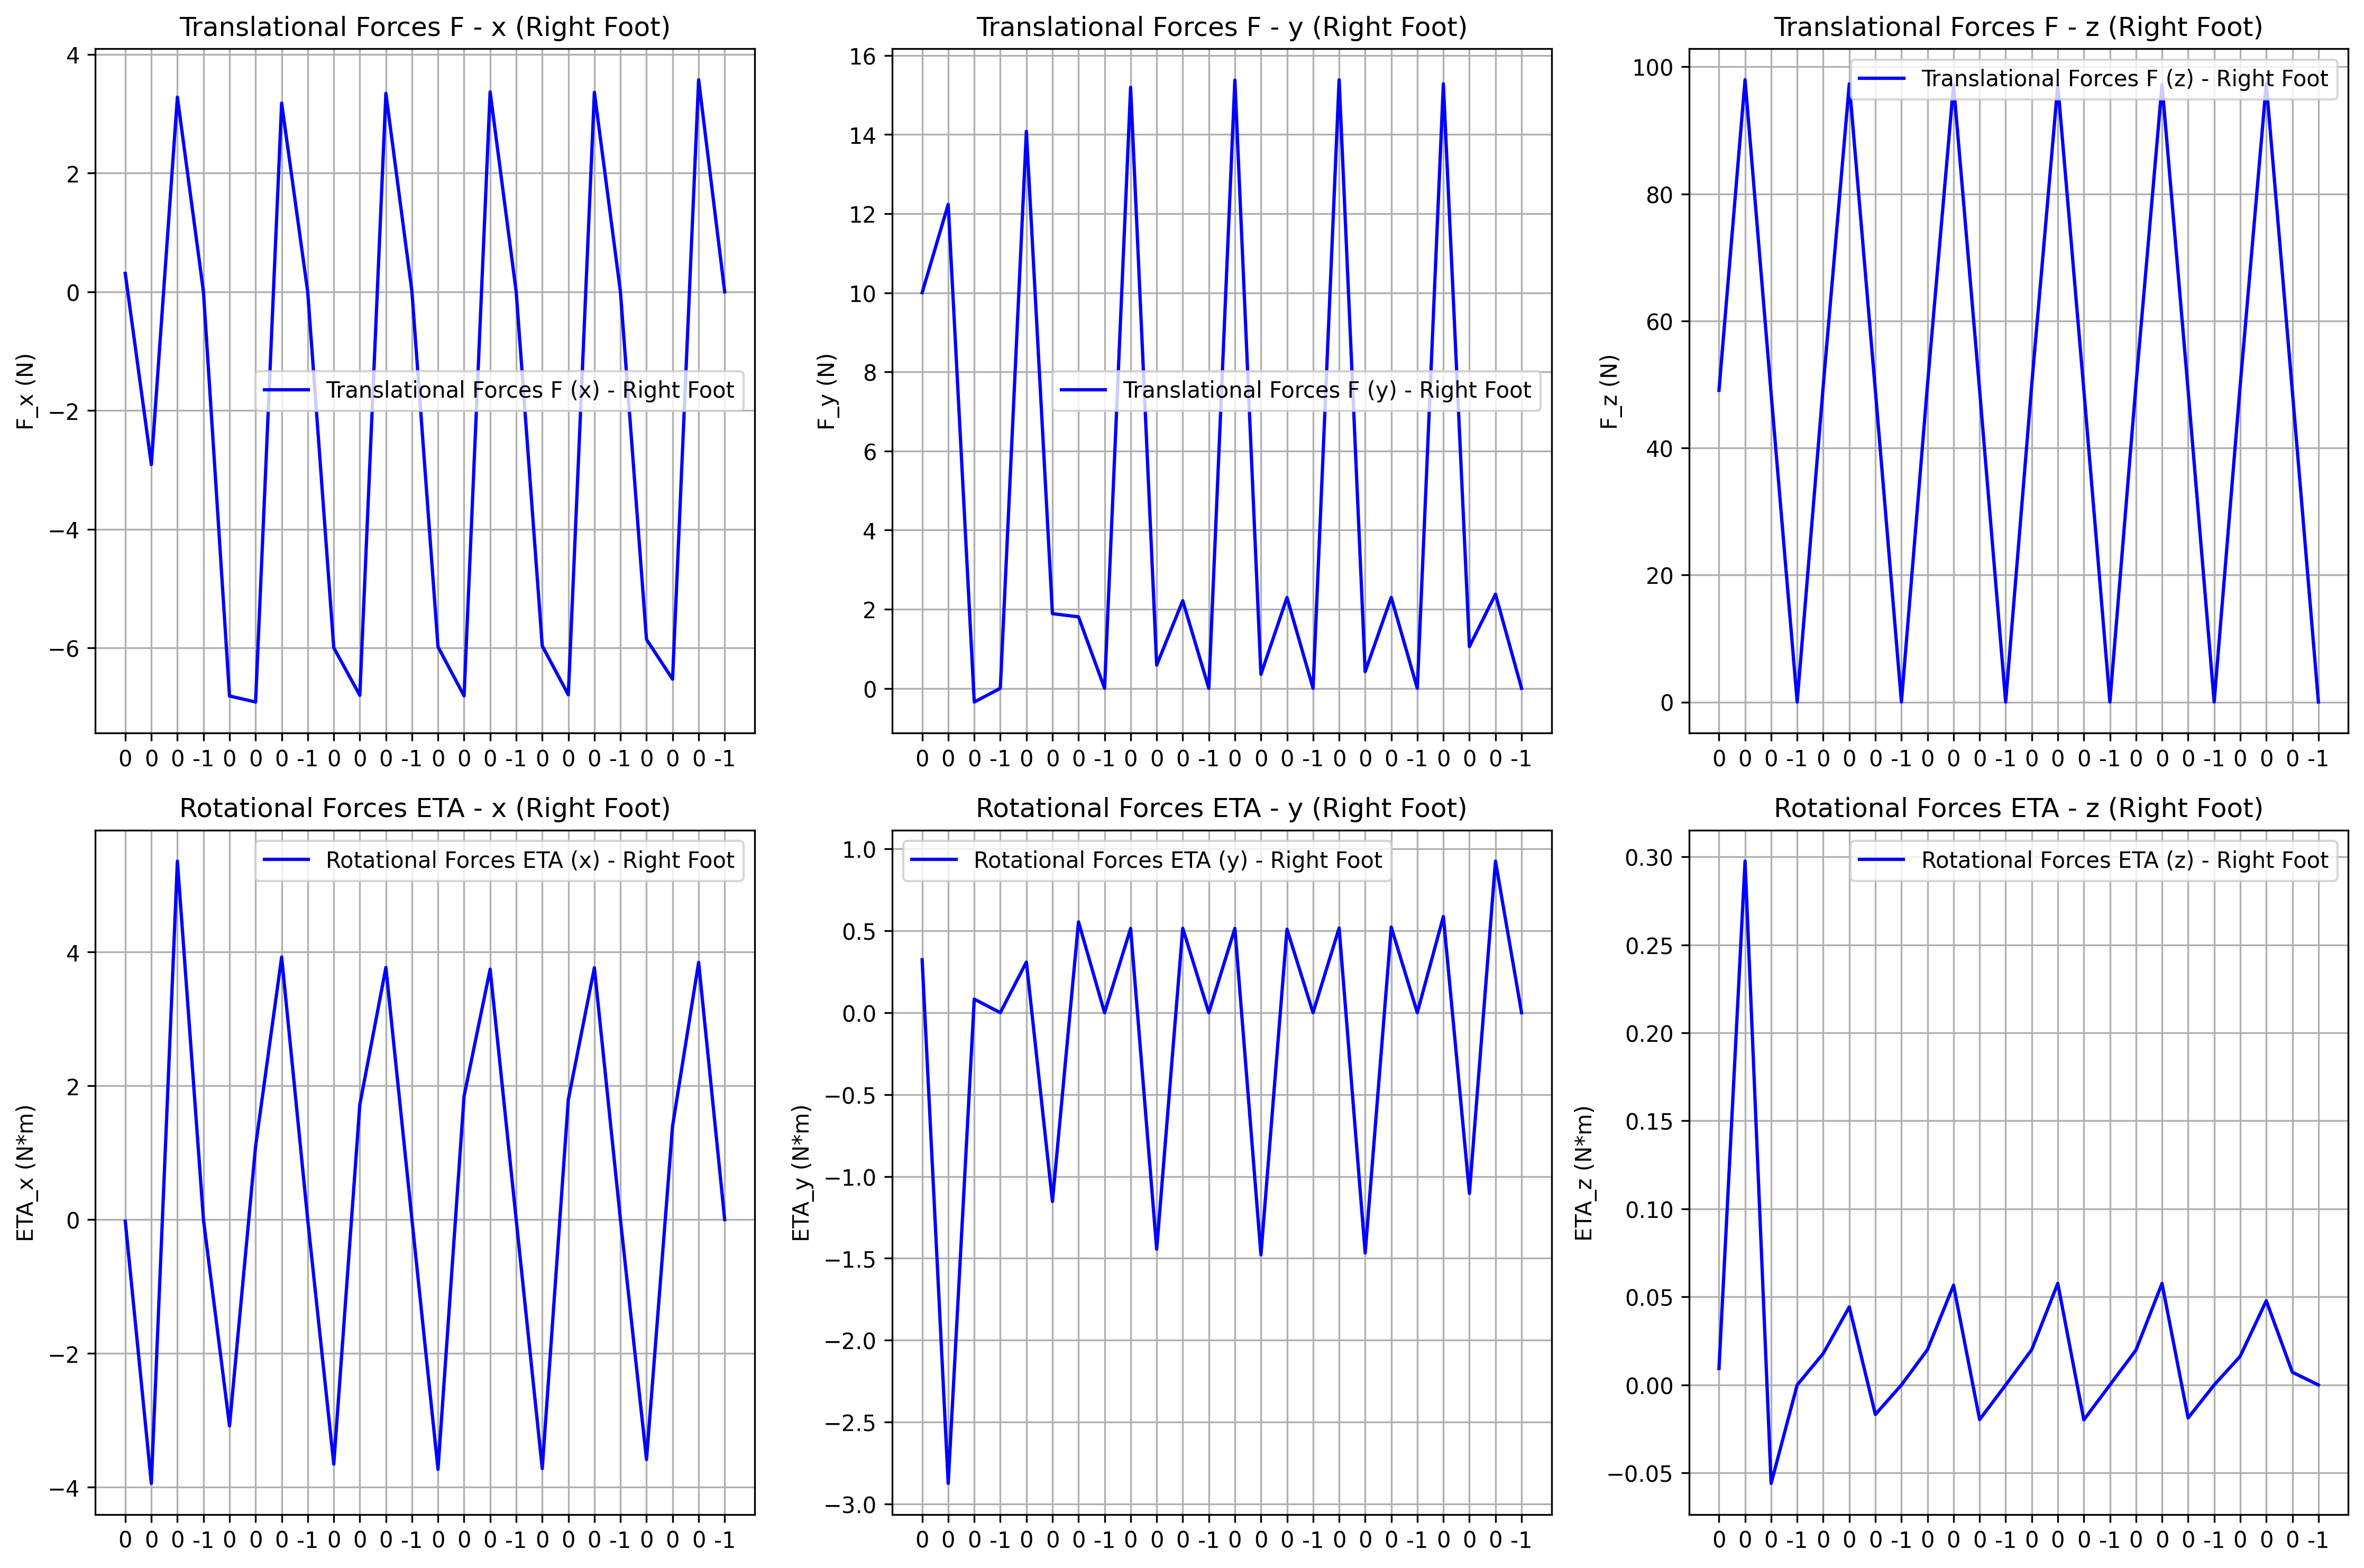 Translational Forces F - x (Right Foot)
4
2
0
−2
−4
−6
F_x (N)
Translational Forces F (x) - Right Foot
0 0 0 -1 0 0 0 -1 0 0 0 -1 0 0 0 -1 0 0 0 -1 0 0 0 -1
Translational Forces F - y (Right Foot)
16
14
12
10
8
6
4
2
0
F_y (N)
Translational Forces F (y) - Right Foot
0 0 0 -1 0 0 0 -1 0 0 0 -1 0 0 0 -1 0 0 0 -1 0 0 0 -1
Translational Forces F - z (Right Foot)
100
80
60
40
20
0
F_z (N)
Translational Forces F (z) - Right Foot
0 0 0 -1 0 0 0 -1 0 0 0 -1 0 0 0 -1 0 0 0 -1 0 0 0 -1
Rotational Forces ETA - x (Right Foot)
4
2
0
−2
−4
ETA_x (N*m)
Rotational Forces ETA (x) - Right Foot
0 0 0 -1 0 0 0 -1 0 0 0 -1 0 0 0 -1 0 0 0 -1 0 0 0 -1
Rotational Forces ETA - y (Right Foot)
1.0
0.5
0.0
−0.5
−1.0
−1.5
−2.0
−2.5
−3.0
ETA_y (N*m)
Rotational Forces ETA (y) - Right Foot
0 0 0 -1 0 0 0 -1 0 0 0 -1 0 0 0 -1 0 0 0 -1 0 0 0 -1
Rotational Forces ETA - z (Right Foot)
0.30
0.25
0.20
0.15
0.10
0.05
0.00
−0.05
ETA_z (N*m)
Rotational Forces ETA (z) - Right Foot
0 0 0 -1 0 0 0 -1 0 0 0 -1 0 0 0 -1 0 0 0 -1 0 0 0 -1